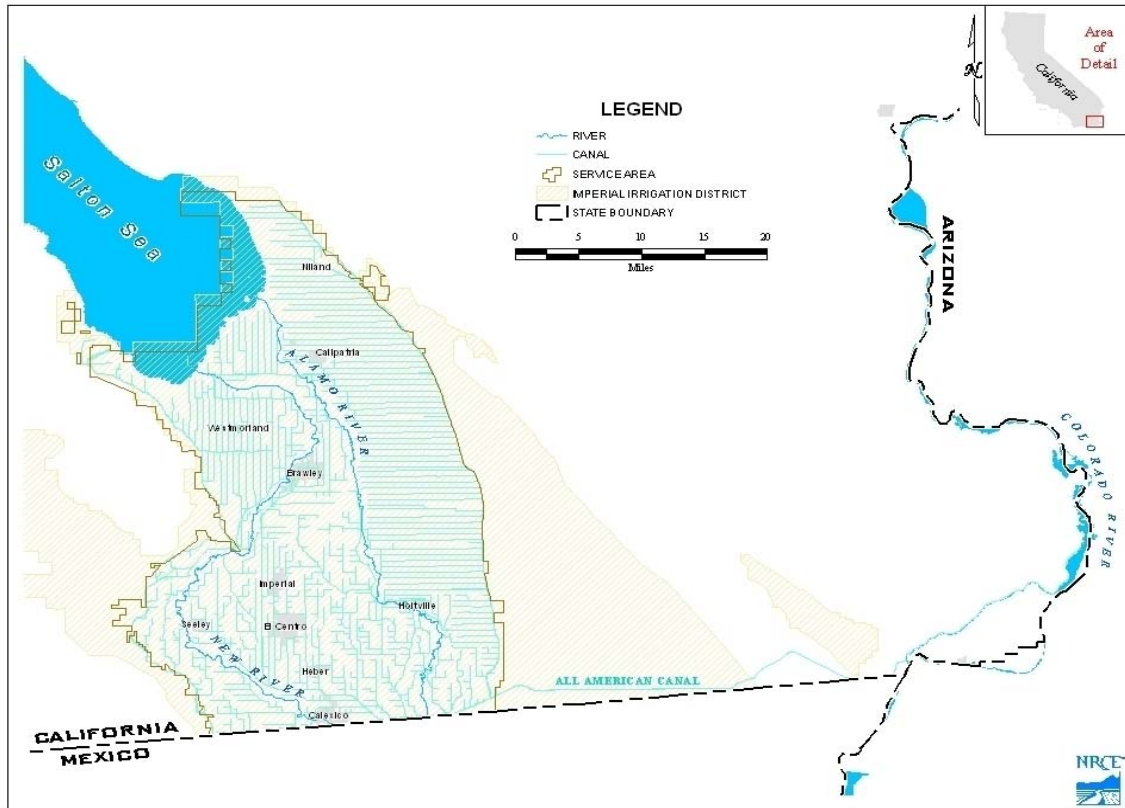 Area
of
Detail
N
California
LEGEND
RIVER
CANAL
SERVICE AREA
IMPERIAL IRRIGATION DISTRICT
STATE BOUNDARY
0 5 10 15 20
Miles
Salton Sea
ARIZONA
Niland
ALAMO RIVER
Calipatria
COLORADO RIVER
Westmorland
Brawley
Imperial
Holtville
Seeley
El Centro
NEW RIVER
Heber
ALL AMERICAN CANAL
Calexico
CALIFORNIA
MEXICO
NRCE